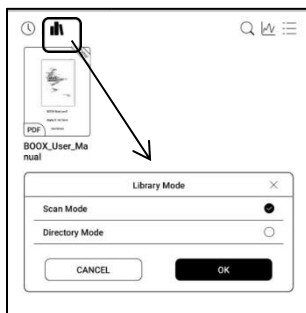 PDF
BOOX_User_Ma
nual
Library Mode
Scan Mode
Directory Mode
CANCEL
OK